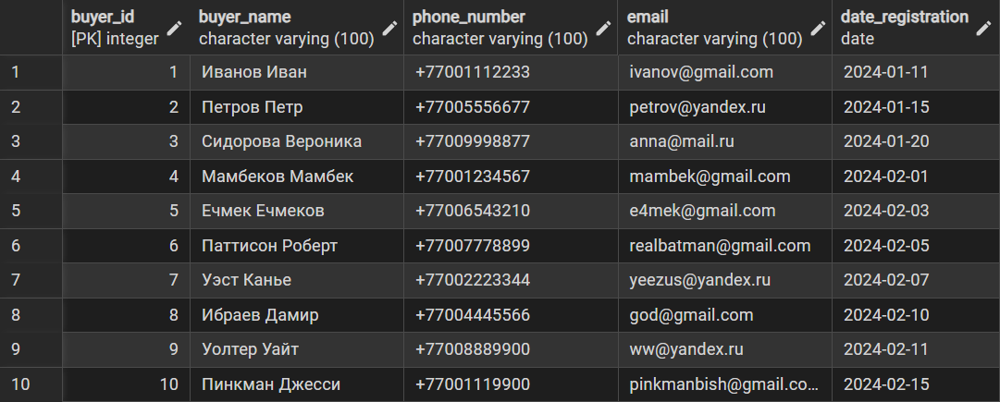 buyer_id buyer_name phone_number email date_registration
[PK] integer character varying (100) character varying (100) character varying (100) date
1 1 Иванов Иван +77001112233 ivanov@gmail.com 2024-01-11
2 2 Петров Петр +77005556677 petrov@yandex.ru 2024-01-15
3 3 Сидорова Вероника +77009998877 anna@mail.ru 2024-01-20
4 4 Мамбеков Мамбек +77001234567 mambek@gmail.com 2024-02-01
5 5 Ечмек Ечмеков +77006543210 e4mek@gmail.com 2024-02-03
6 6 Паттисон Роберт +77007778899 realbatman@gmail.com 2024-02-05
7 7 Уэст Канье +77002223344 yeezus@yandex.ru 2024-02-07
8 8 Ибраев Дамир +77004445566 god@gmail.com 2024-02-10
9 9 Уолтер Уайт +77008889900 ww@yandex.ru 2024-02-11
10 10 Пинкман Джесси +77001119900 pinkmanbish@gmail.co... 2024-02-15